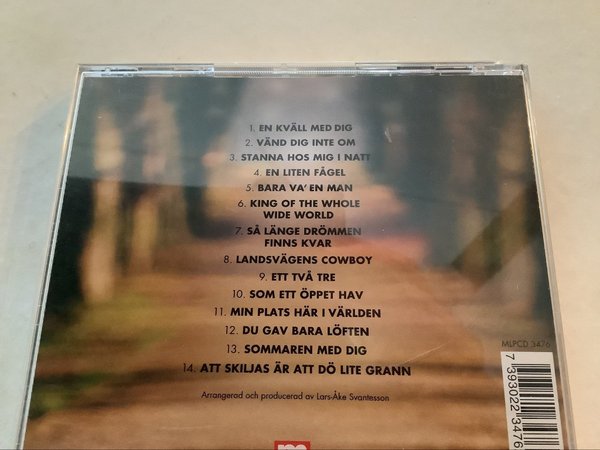 1. EN KVÄLL MED DIG
2. VÄND DIG INTE OM
3. STANNA HOS MIG I NATT
4. EN LITEN FÅGEL
5. BARA VA' EN MAN
6. KING OF THE WHOLE
WIDE WORLD
7. SÅ LÄNGE DRÖMMEN
FINNS KVAR
8. LANDSVÄGENS COWBOY
9. ETT TVÅ TRE
10. SOM ETT ÖPPET HAV
11. MIN PLATS HÄR I VÄRLDEN
12. DU GAV BARA LÖFTEN
13. SOMMAREN MED DIG
14. ATT SKILJAS ÄR ATT DÖ LITE GRANN
Arrangerad och producerad av Lars-Åke Svantesson
MLPCD 3476
7 393022 3476
m